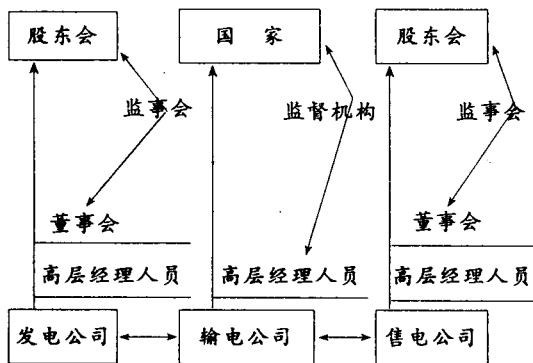 股东会 国 家 股东会
监事会 监督机构 监事会
董事会 董事会
高层经理人员 高层经理人员 高层经理人员
发电公司 输电公司 售电公司